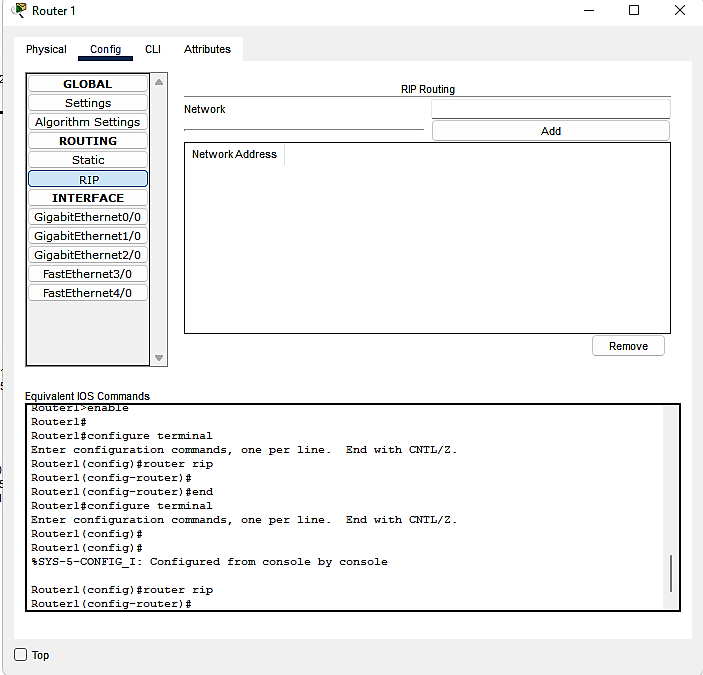 Router 1
Physical Config CLI Attributes
GLOBAL
Settings
Algorithm Settings
ROUTING
Static
RIP
INTERFACE
GigabitEthernet0/0
GigabitEthernet1/0
GigabitEthernet2/0
FastEthernet3/0
FastEthernet4/0
RIP Routing
Network
Add
Network Address
Remove
Equivalent IOS Commands
Router1>enable
Router1#
Router1#configure terminal
Enter configuration commands, one per line.  End with CNTL/Z.
Router1(config)#router rip
Router1(config-router)#
Router1(config-router)#end
Router1#configure terminal
Enter configuration commands, one per line.  End with CNTL/Z.
Router1(config)#
Router1(config)#
%SYS-5-CONFIG_I: Configured from console by console
Router1(config)#router rip
Router1(config-router)#
Top